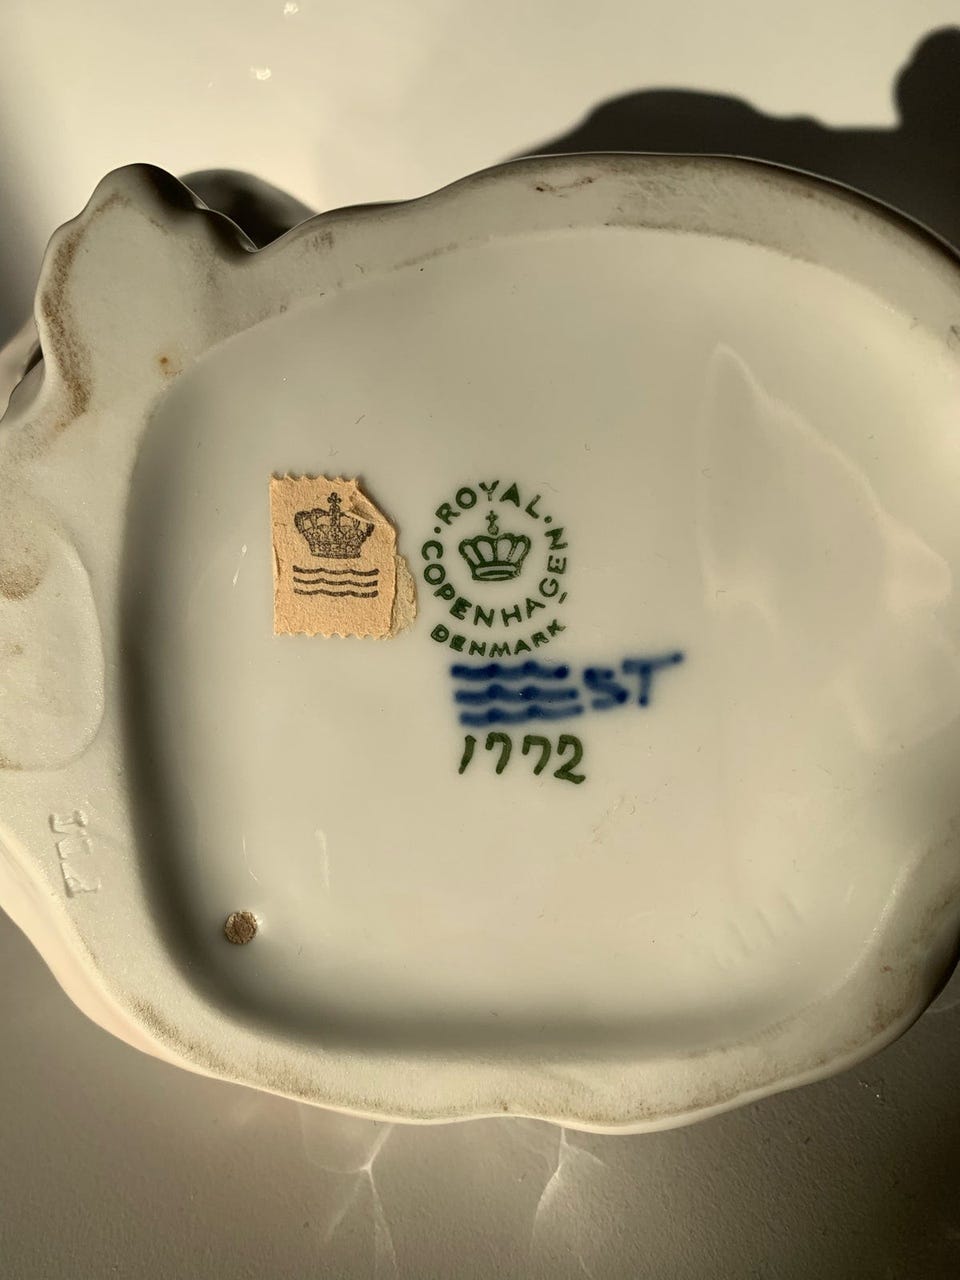 ROYAL
COPENHAGEN
DENMARK
ST
1772